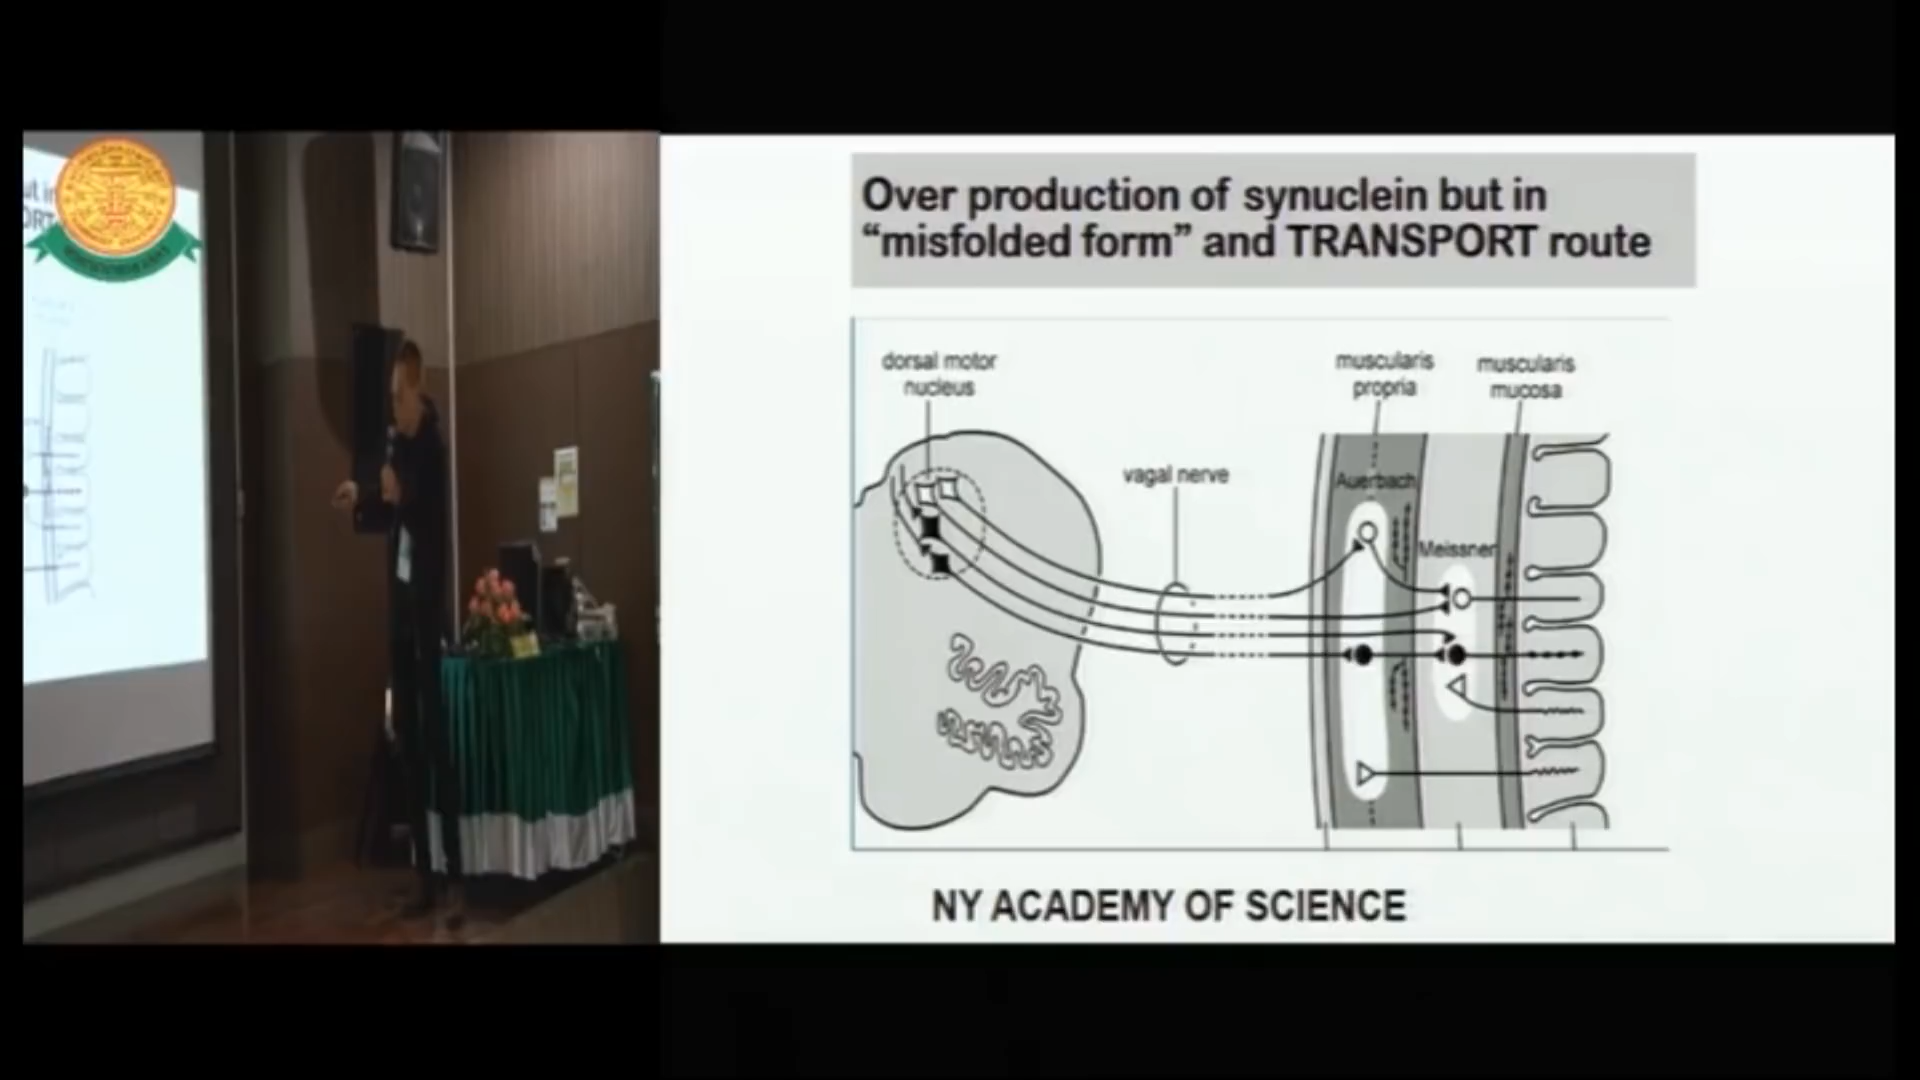 Over production of synuclein but in
“misfolded form” and TRANSPORT route
dorsal motor
nucleus
muscularis
propria
muscularis
mucosa
vagal nerve
Auerbach
Meissner
NY ACADEMY OF SCIENCE